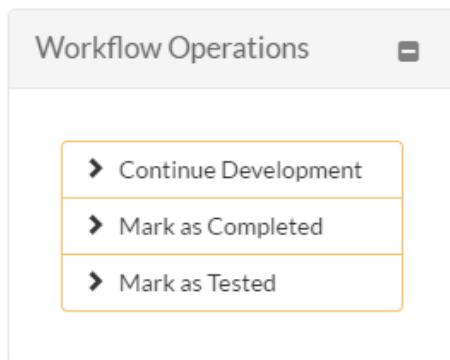 Workflow Operations
Continue Development
Mark as Completed
Mark as Tested